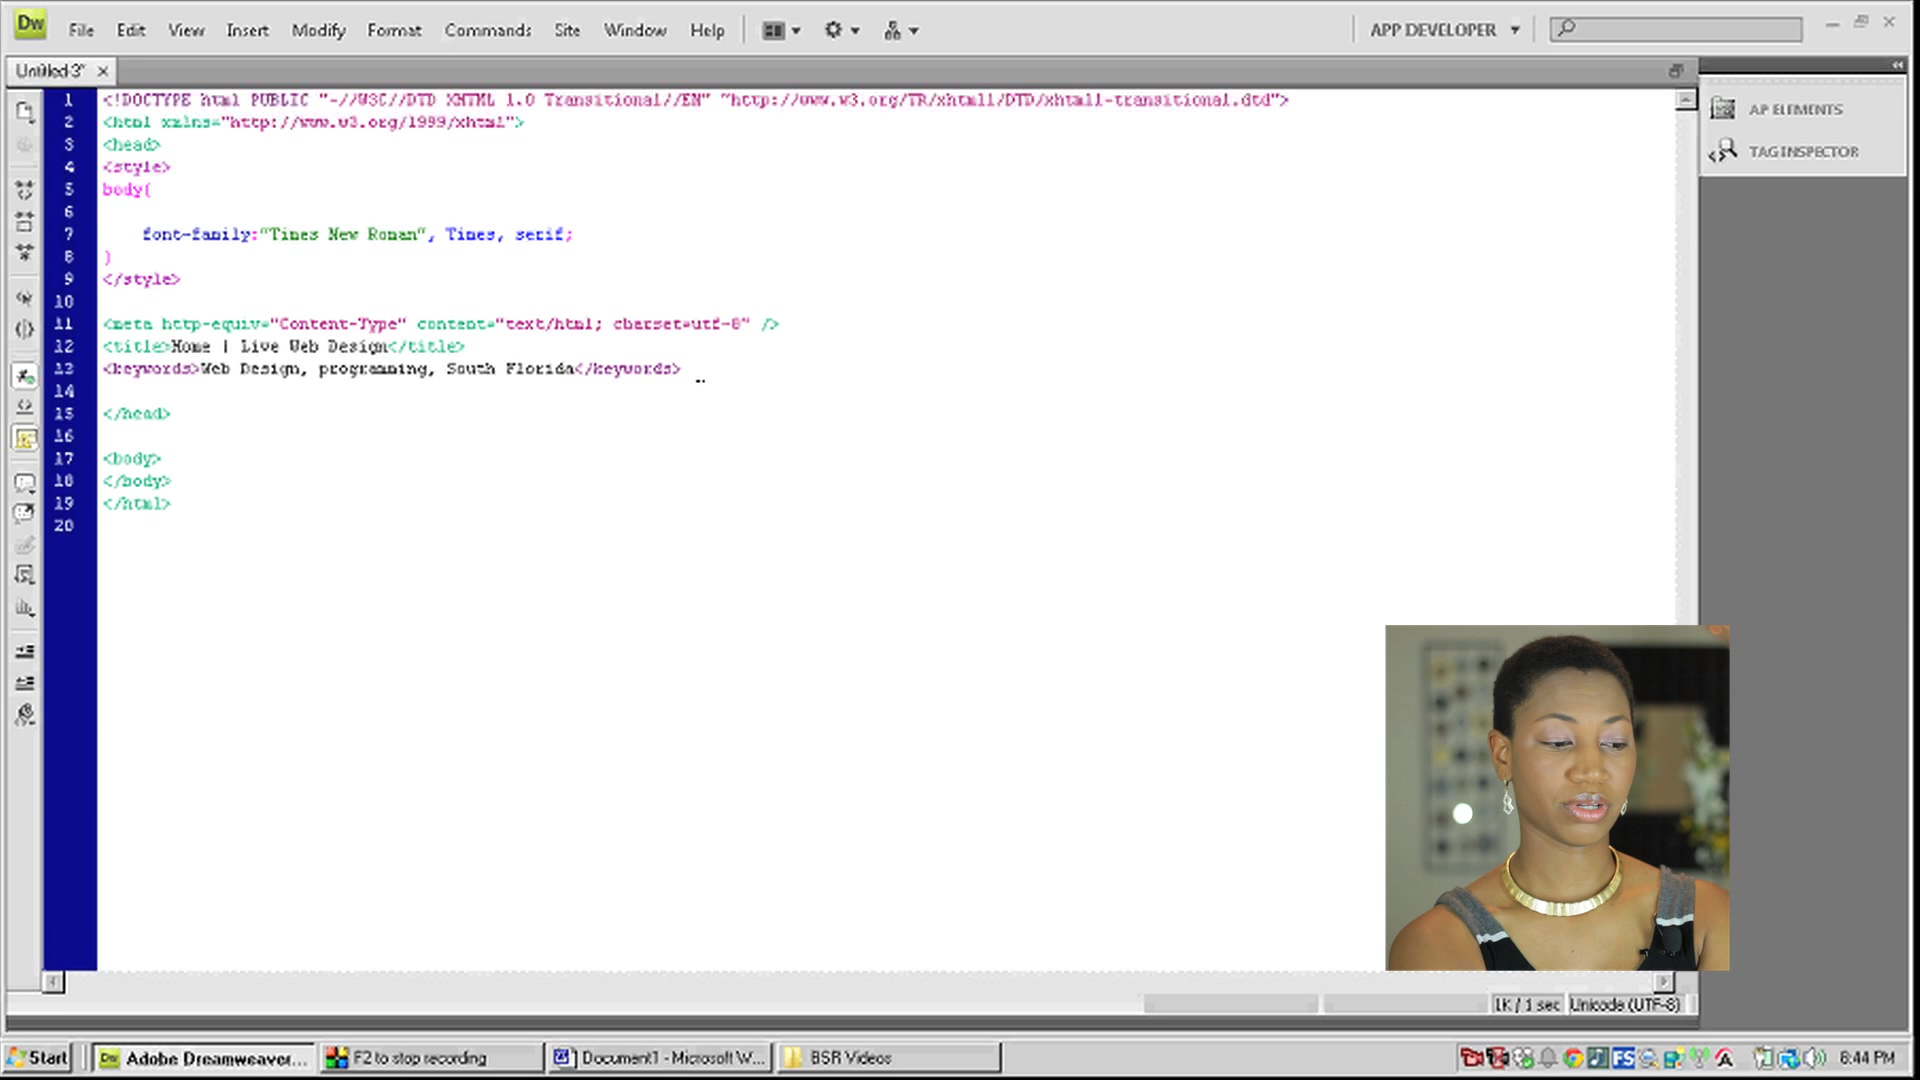 Dw File Edit View Insert Modify Format Commands Site Window Help APP DEVELOPER
Untitled-3* ×
AP ELEMENTS
TAG INSPECTOR
1 <!DOCTYPE html PUBLIC "-//W3C//DTD XHTML 1.0 Transitional//EN" "http://www.w3.org/TR/xhtml1/DTD/xhtml1-transitional.dtd">
2 <html xmlns="http://www.w3.org/1999/xhtml">
3 <head>
4 <style>
5 body{
6
7 font-family:"Times New Roman", Times, serif;
8 }
9 </style>
10
11 <meta http-equiv="Content-Type" content="text/html; charset=utf-8" />
12 <title>Home | Live Web Design</title>
13 <keywords>Web Design, programming, South Florida</keywords>
14
15 </head>
16
17 <body>
18 </body>
19 </html>
20
1K / 1 sec Unicode (UTF-8)
Start Dw Adobe Dreamweaver... F2 to stop recording Document1 - Microsoft W... BSR Videos FS 8:44 PM